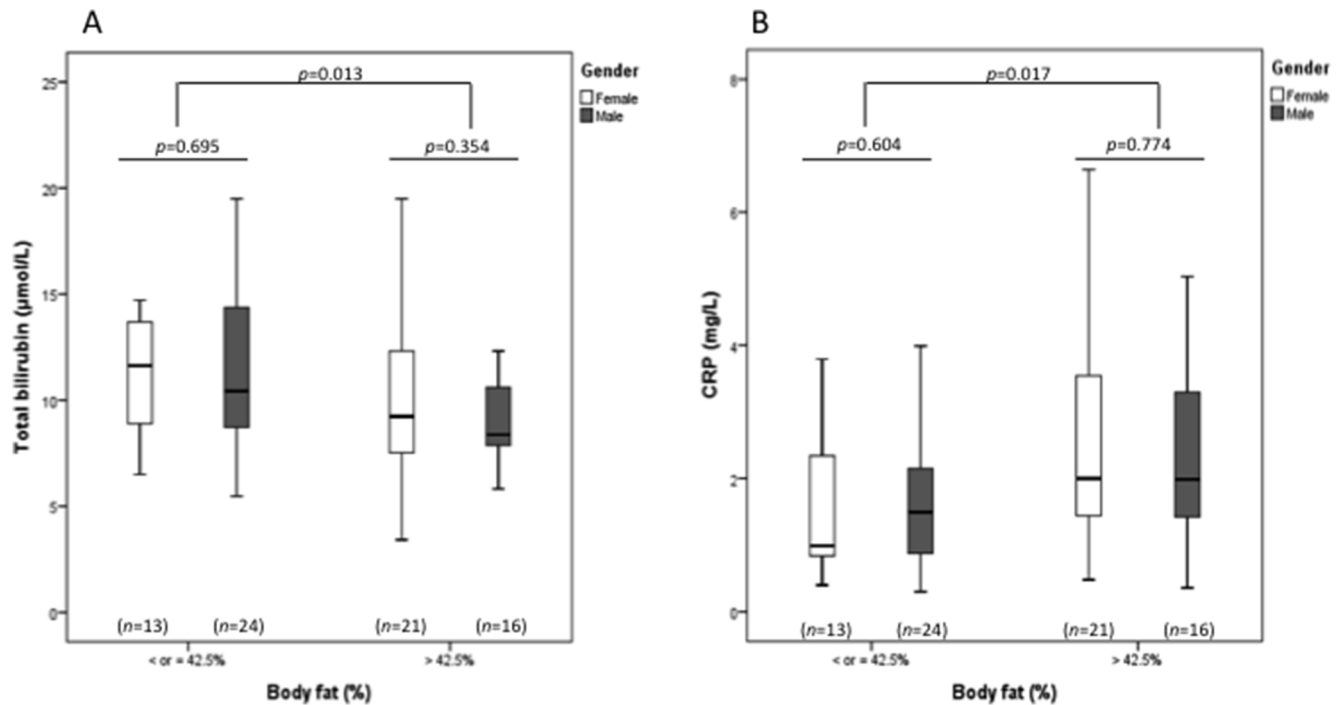 A
Total bilirubin (µmol/L)
25
20
15
10
5
0
p=0.013
p=0.695
p=0.354
Gender
Female
Male
(n=13)
(n=24)
(n=21)
(n=16)
< or = 42.5%
> 42.5%
Body fat (%)
B
CRP (mg/L)
8
6
4
2
0
p=0.017
p=0.604
p=0.774
Gender
Female
Male
(n=13)
(n=24)
(n=21)
(n=16)
< or = 42.5%
> 42.5%
Body fat (%)